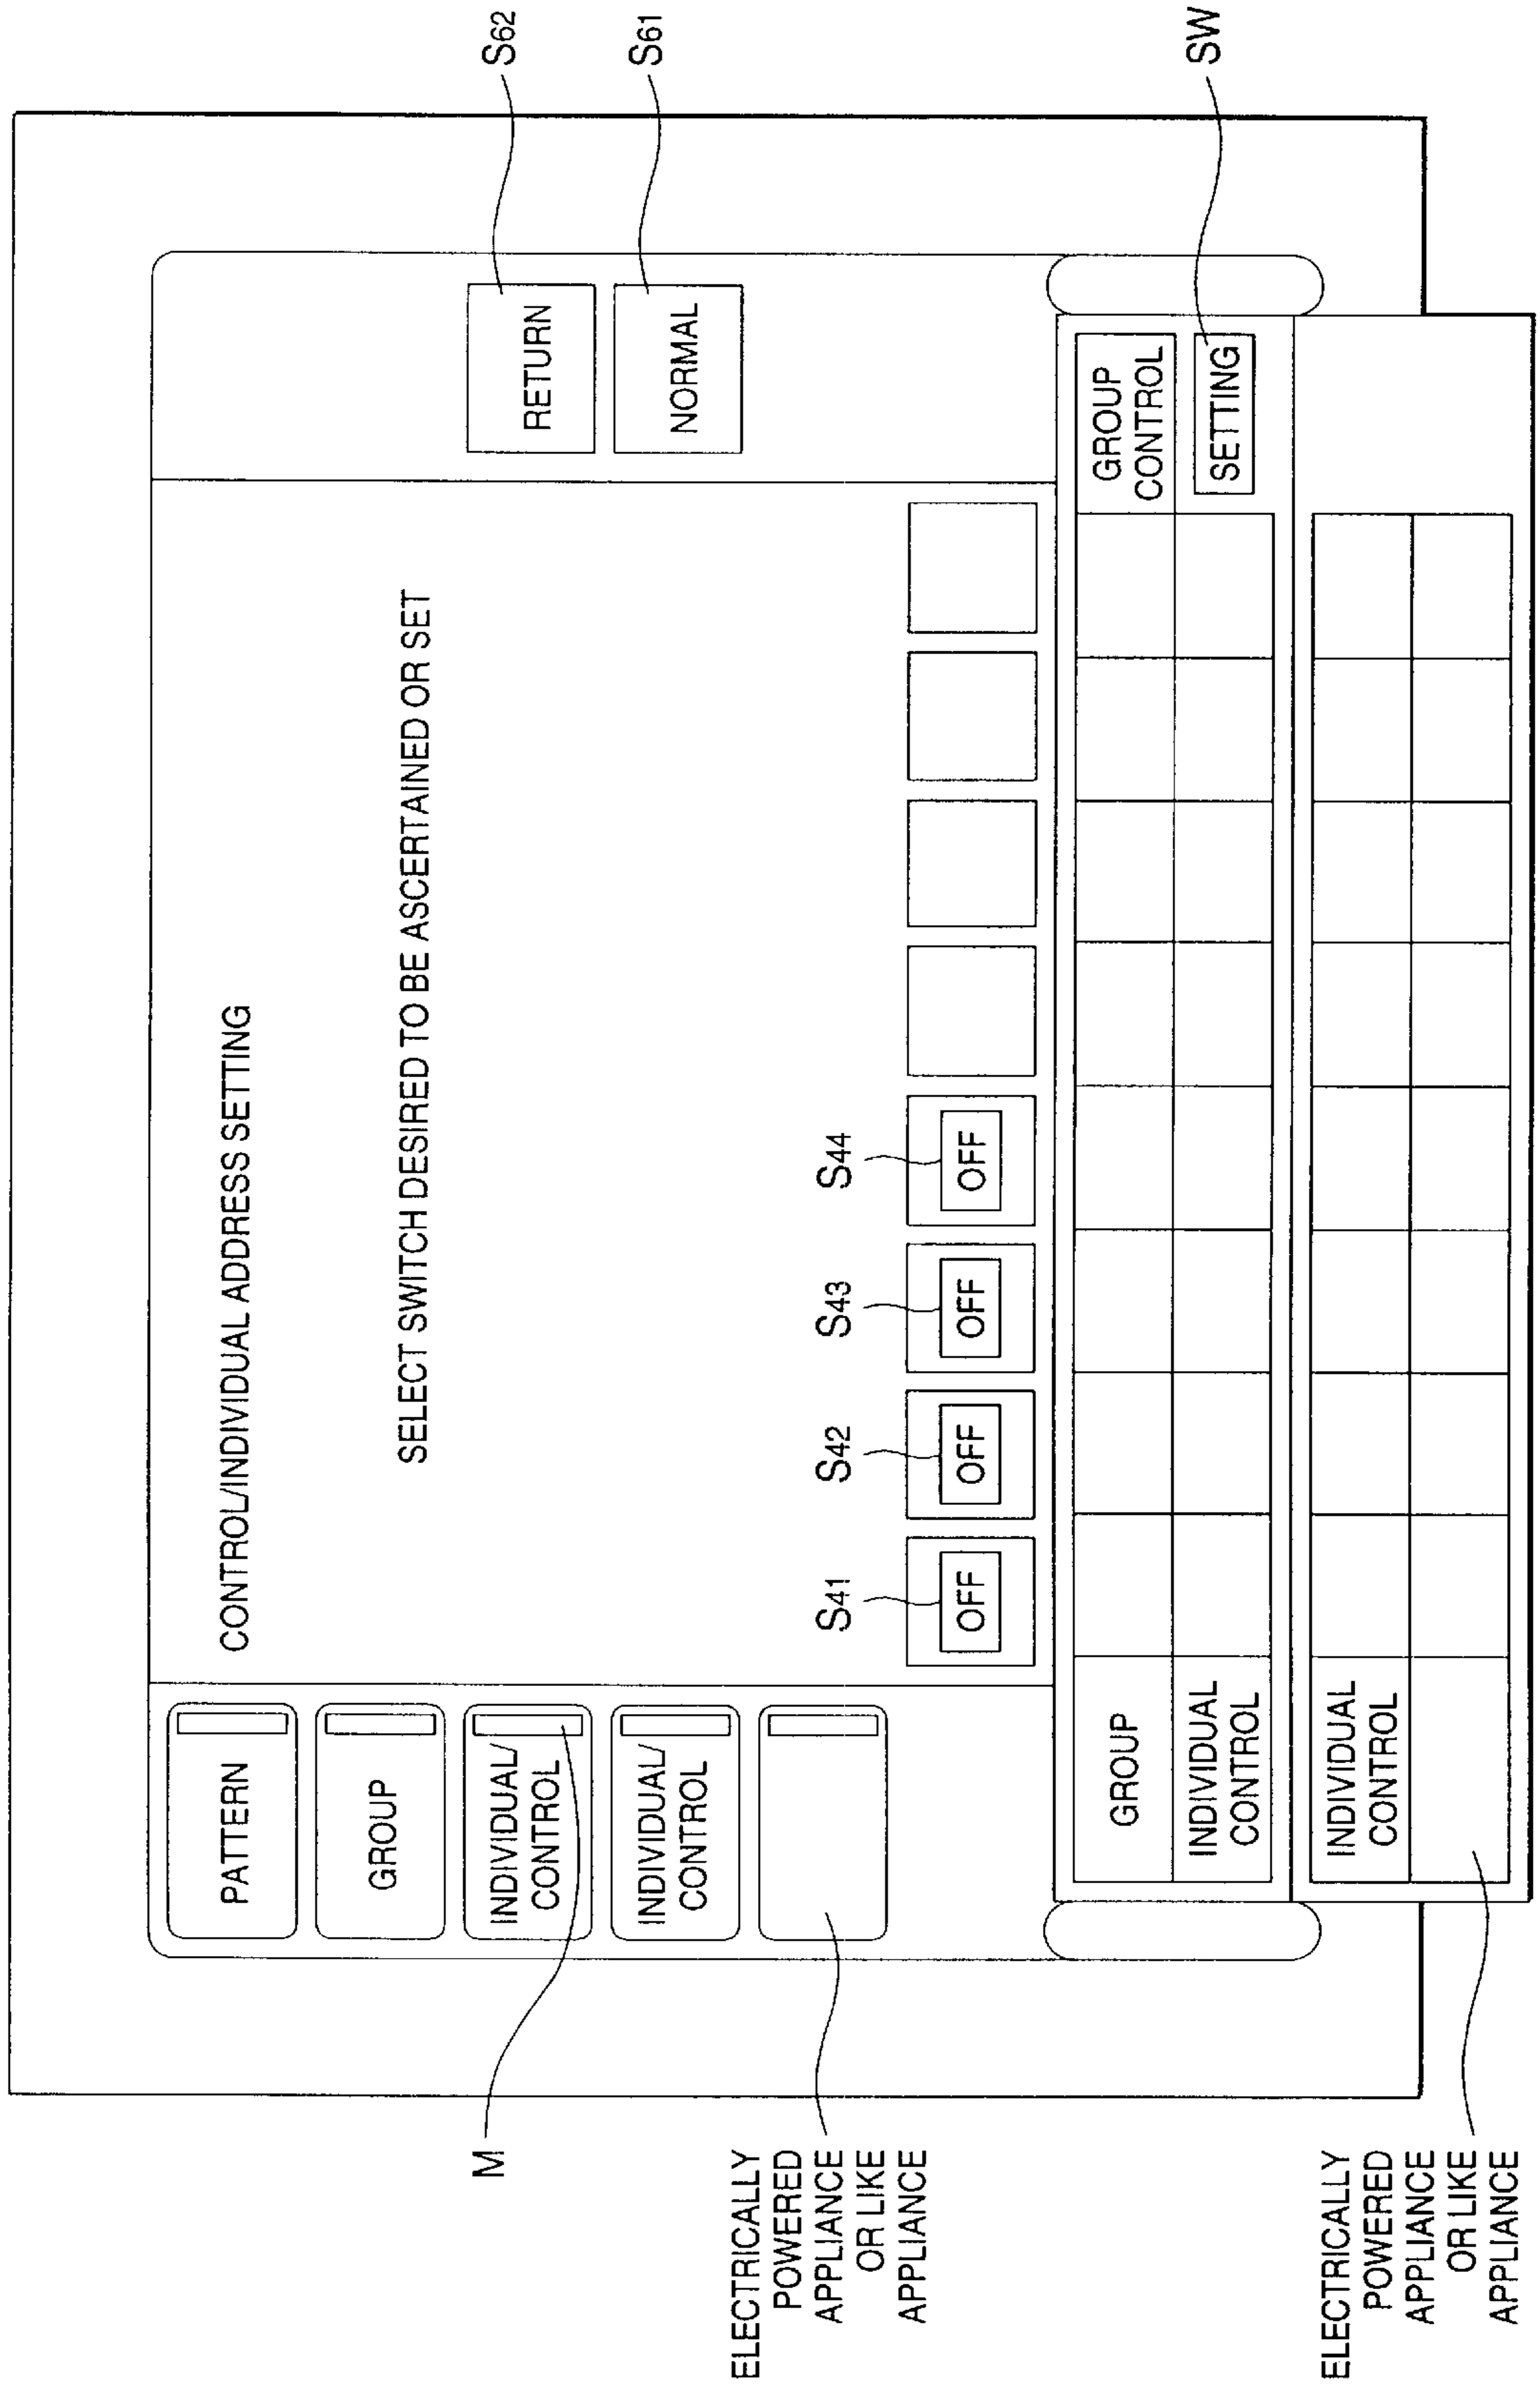 CONTROL/INDIVIDUAL ADDRESS SETTING
SELECT SWITCH DESIRED TO BE ASCERTAINED OR SET
PATTERN
GROUP
INDIVIDUAL/
CONTROL
INDIVIDUAL/
CONTROL
M
ELECTRICALLY
POWERED
APPLIANCE
OR LIKE
APPLIANCE
RETURN
S62
NORMAL
S61
S41
S42
S43
S44
OFF
OFF
OFF
OFF
GROUP
GROUP
CONTROL
INDIVIDUAL
CONTROL
SETTING
SW
INDIVIDUAL
CONTROL
ELECTRICALLY
POWERED
APPLIANCE
OR LIKE
APPLIANCE